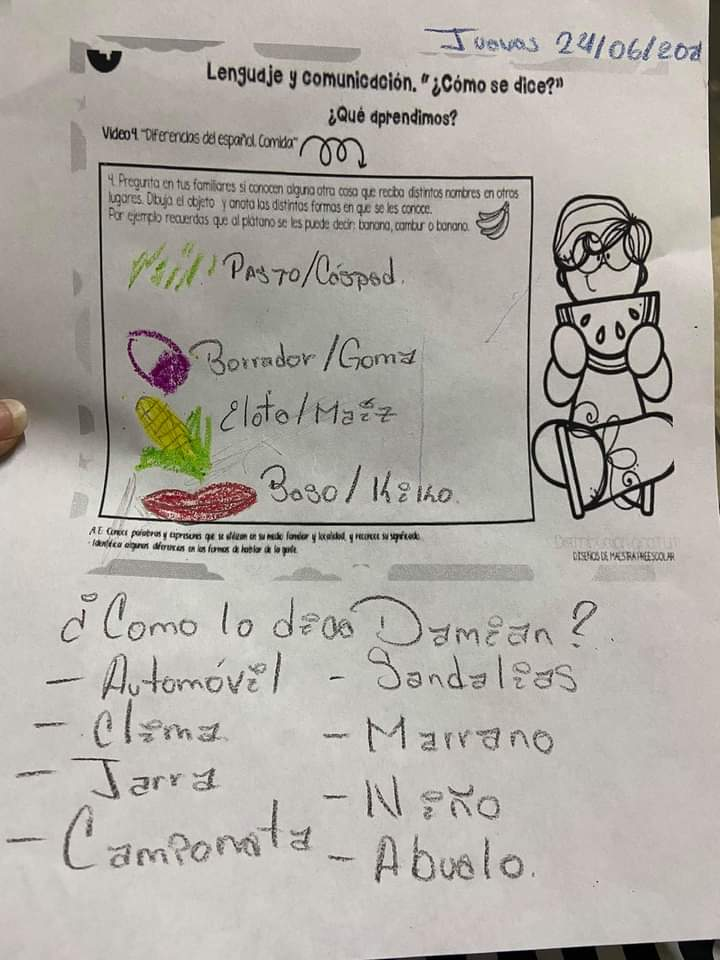 Juevas 24/06/202
4
Lenguaje y comunicación. "¿Cómo se dice?"
¿Qué aprendimos?
Video 4. "Diferencias del español. Comida"
4. Pregunta en tus familiares si conocen alguna otra cosa que reciba distintos nombres en otros
lugares. Dibuja el objeto y anota las distintas formas en que se les conoce.
Por ejemplo recuerdas que al plátano se les puede decir: banana, cambur o banano.
PASTO/Cósped.
Borrador/Goma
Elote/Maíz
Beso/Kiko.
A.E: Conoce palabras y expresiones que se utilizan en su medio familiar y localidad, y reconoce su significado.
- Identifica algunas diferencias en las formas de hablar de la gente.
DISEÑOS DE MAESTRA PREESCOLAR
¿Como lo dice Damian?
- Automóvil - Sandalias
- Clima - Marrano
- Jarra - Niño
- Camioneta - Abuelo.